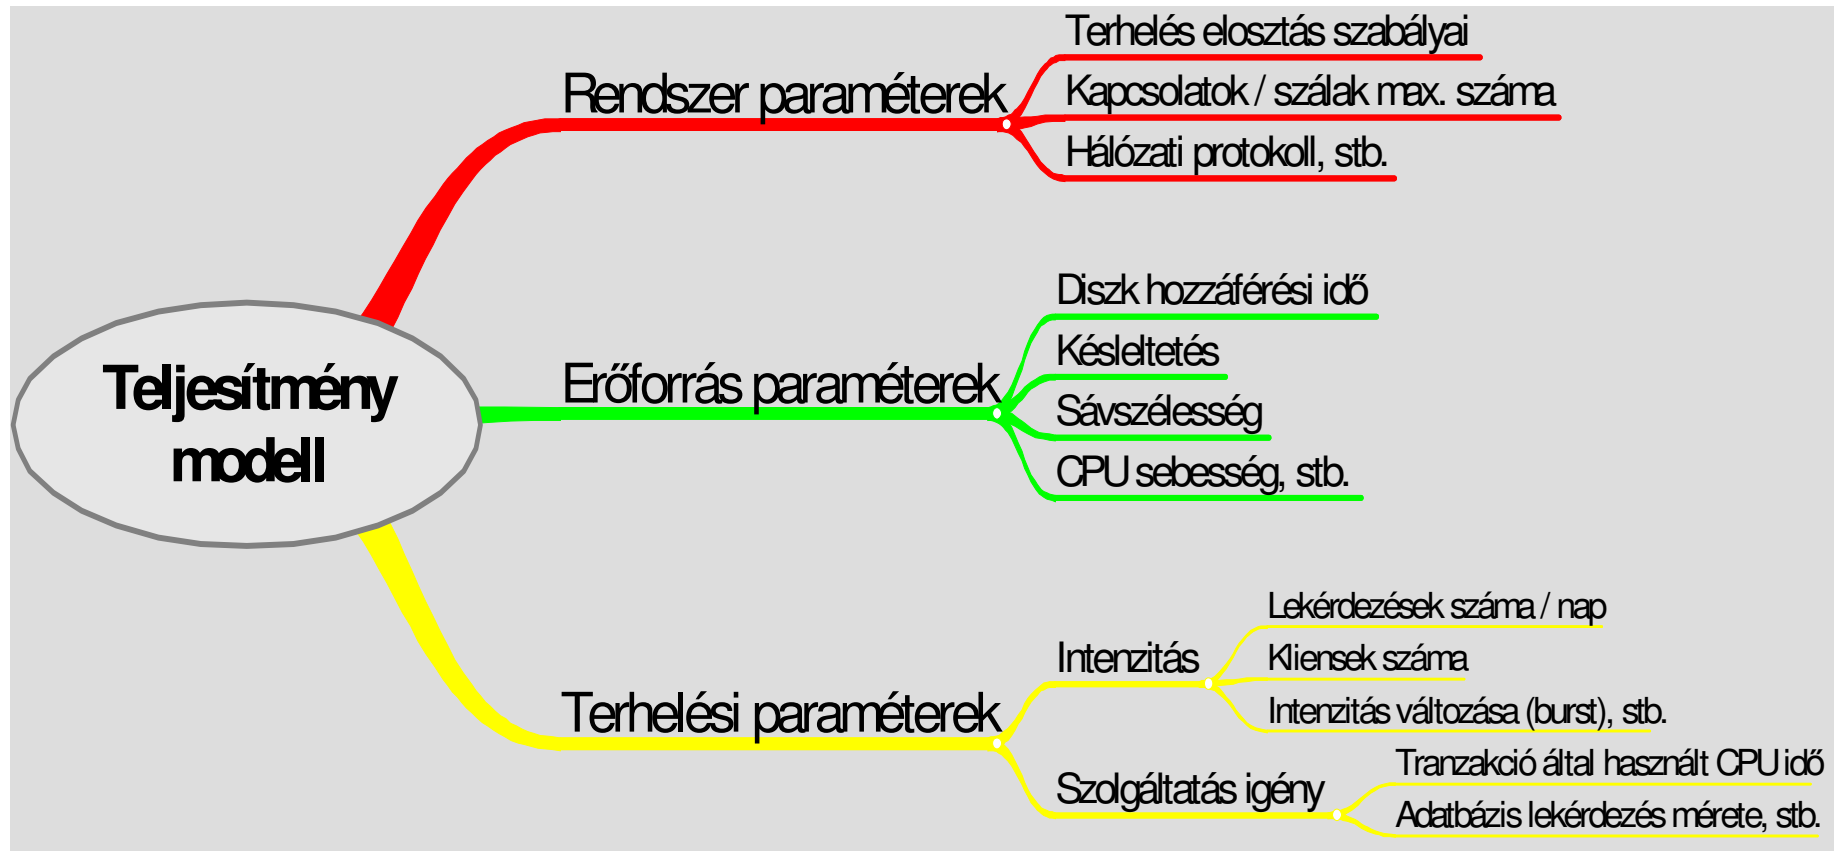 Teljesítmény
modell
Rendszer paraméterek
Terhelés elosztás szabályai
Kapcsolatok / szálak max. száma
Hálózati protokoll, stb.
Erőforrás paraméterek
Diszk hozzáférési idő
Késleltetés
Sávszélesség
CPU sebesség, stb.
Terhelési paraméterek
Intenzitás
Lekérdezések száma / nap
Kliensek száma
Intenzitás változása (burst), stb.
Szolgáltatás igény
Tranzakció által használt CPU idő
Adatbázis lekérdezés mérete, stb.